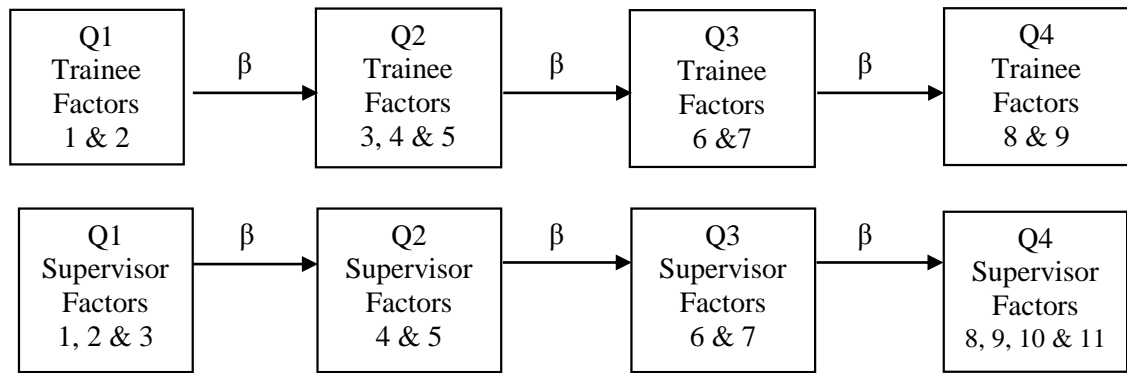 Q1
Trainee
Factors
1 & 2
β
Q2
Trainee
Factors
3, 4 & 5
β
Q3
Trainee
Factors
6 &7
β
Q4
Trainee
Factors
8 & 9
Q1
Supervisor
Factors
1, 2 & 3
β
Q2
Supervisor
Factors
4 & 5
β
Q3
Supervisor
Factors
6 & 7
β
Q4
Supervisor
Factors
8, 9, 10 & 11